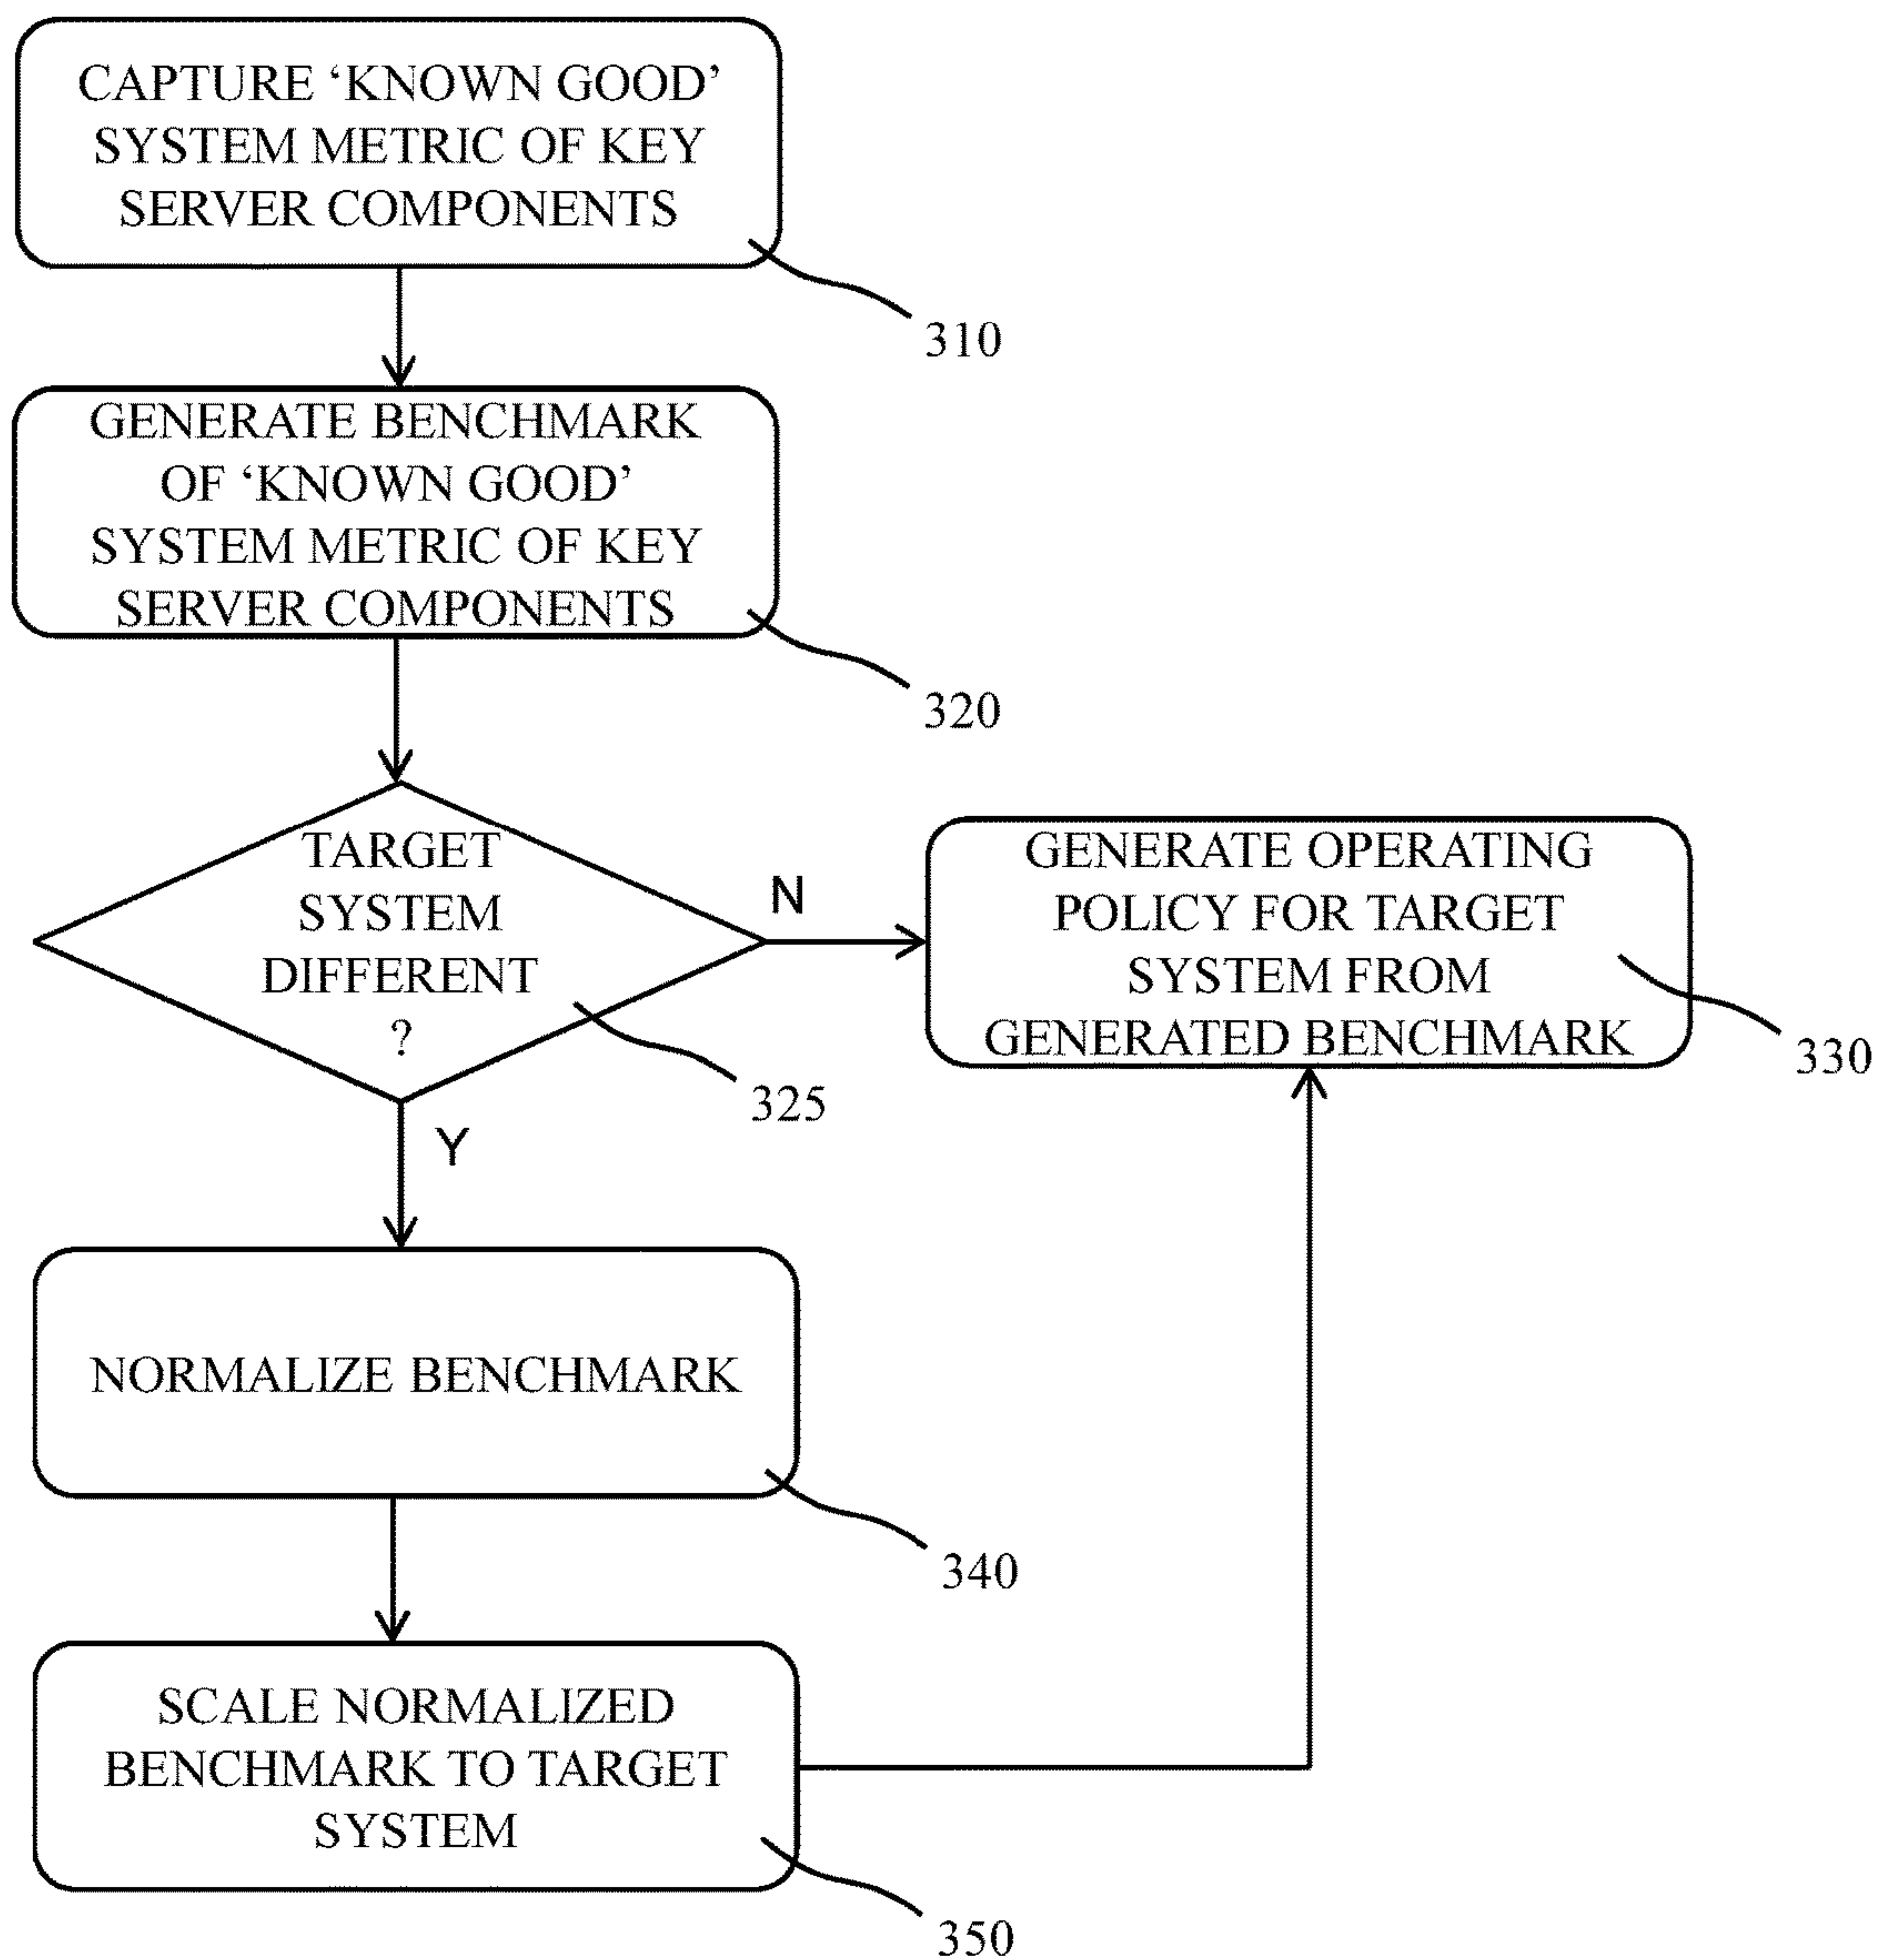 CAPTURE ‘KNOWN GOOD’
SYSTEM METRIC OF KEY
SERVER COMPONENTS
310
GENERATE BENCHMARK
OF ‘KNOWN GOOD’
SYSTEM METRIC OF KEY
SERVER COMPONENTS
320
TARGET
SYSTEM
DIFFERENT
?
325
N
GENERATE OPERATING
POLICY FOR TARGET
SYSTEM FROM
GENERATED BENCHMARK
330
Y
NORMALIZE BENCHMARK
340
SCALE NORMALIZED
BENCHMARK TO TARGET
SYSTEM
350